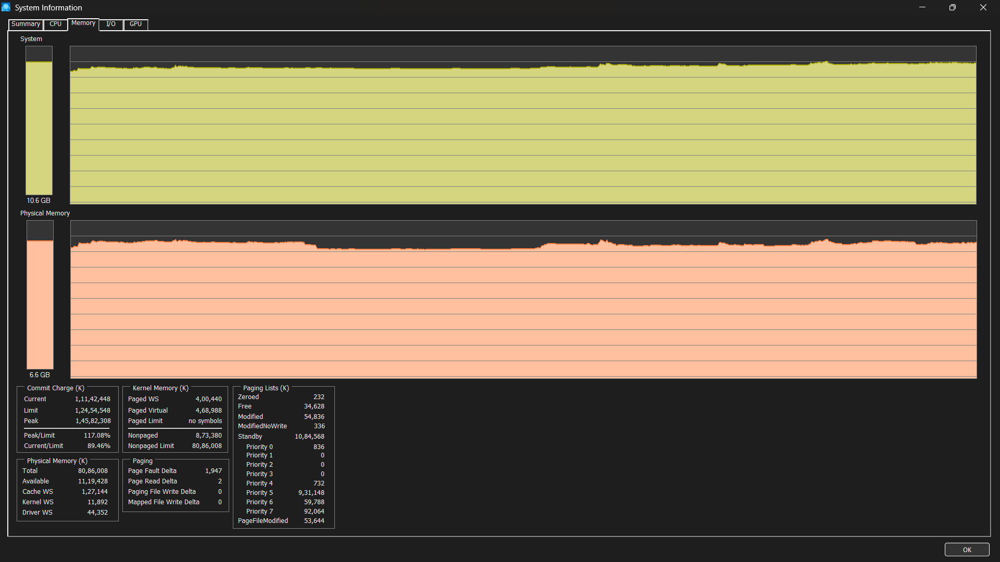 System Information
Summary CPU Memory I/O GPU
System
10.6 GB
Physical Memory
6.6 GB
Commit Charge (K)
Current 1,11,42,448
Limit 1,24,54,548
Peak 1,45,82,308
Peak/Limit 117.08%
Current/Limit 89.46%
Physical Memory (K)
Total 80,86,008
Available 11,19,428
Cache WS 1,27,144
Kernel WS 11,892
Driver WS 44,352
Kernel Memory (K)
Paged WS 4,00,440
Paged Virtual 4,68,988
Paged Limit no symbols
Nonpaged 8,73,380
Nonpaged Limit 80,86,008
Paging
Page Fault Delta 1,947
Page Read Delta 2
Paging File Write Delta 0
Mapped File Write Delta 0
Paging Lists (K)
Zeroed 232
Free 34,628
Modified 54,836
ModifiedNoWrite 336
Standby 10,84,568
Priority 0 836
Priority 1 0
Priority 2 0
Priority 3 0
Priority 4 732
Priority 5 9,31,148
Priority 6 59,788
Priority 7 92,064
PageFileModified 53,644
OK